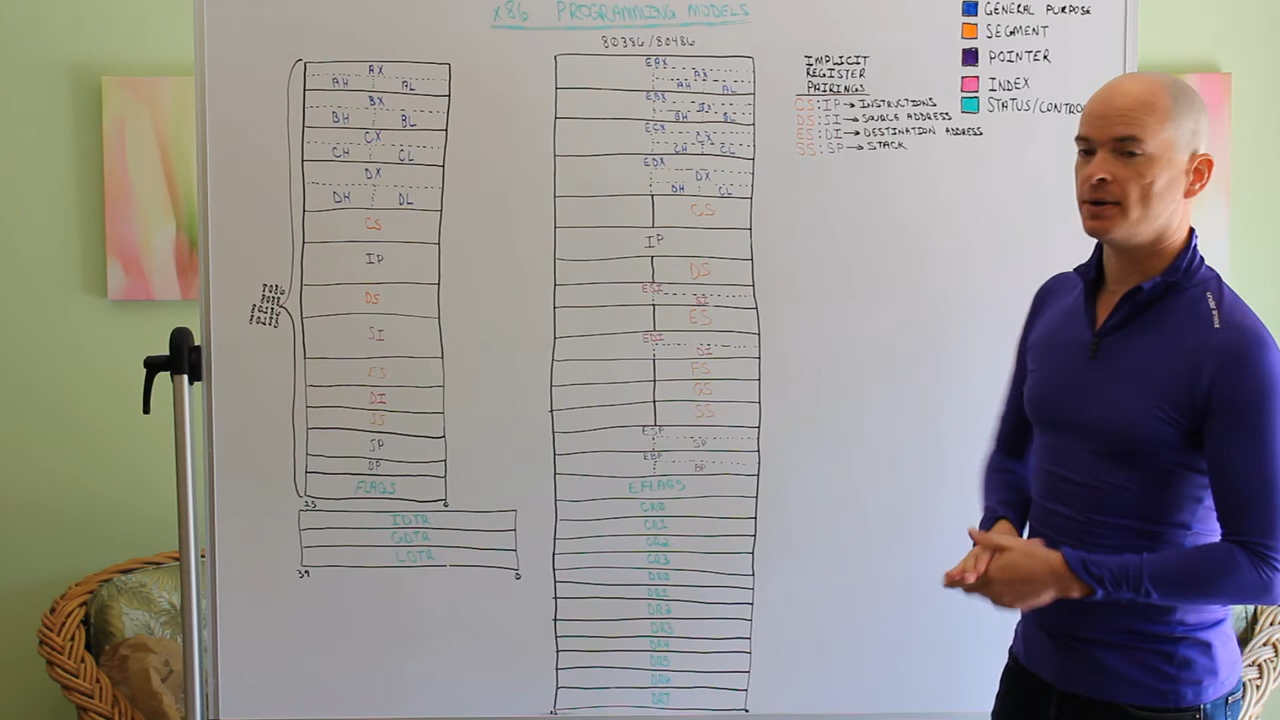 x86 PROGRAMMING MODELS
AX
AH AL
BX
BH BL
CX
CH CL
DX
DH DL
CS
IP
DS
SI
ES
DI
SS
SP
BP
FLAGS
15 0
IDTR
GDTR
LDTR
39 0
80386/80486
EAX
AX
AH AL
EBX
BX
BH BL
ECX
CX
CH CL
EDX
DX
DH CL
CS
IP
DS
ESI
SI
ES
EDI
DI
FS
GS
SS
ESP
SP
EBP
BP
EFLAGS
CR0
CR1
CR2
CR3
DR0
DR1
DR2
DR3
DR4
DR5
DR6
DR7
IMPLICIT
REGISTER
PAIRINGS
CS:IP→INSTRUCTIONS
DS:SI→SOURCE ADDRESS
ES:DI→DESTINATION ADDRESS
SS:SP→STACK
GENERAL PURPOSE
SEGMENT
POINTER
INDEX
STATUS/CONTRO
under armour